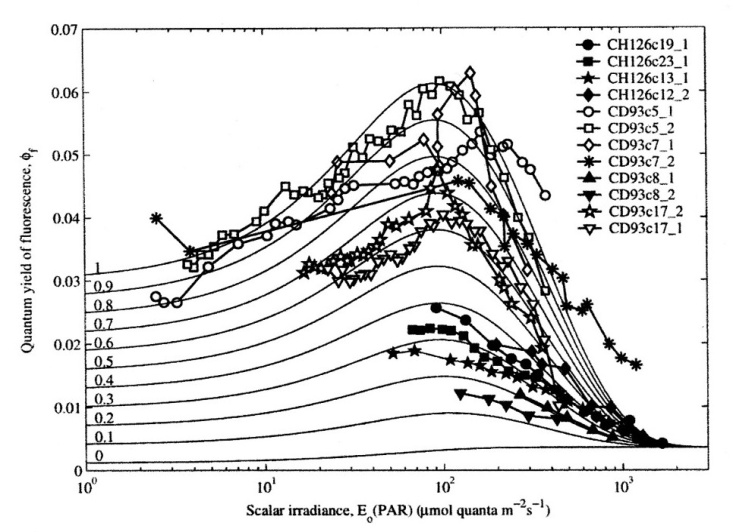 0.07
0.06
0.05
0.04
0.03
0.02
0.01
0
Quantum yield of fluorescence, ϕf
1
0.9
0.8
0.7
0.6
0.5
0.4
0.3
0.2
0.1
0
CH126c19_1
CH126c23_1
CH126c13_1
CH126c12_2
CD93c5_1
CD93c5_2
CD93c7_1
CD93c7_2
CD93c8_1
CD93c8_2
CD93c17_2
CD93c17_1
10⁰ 10¹ 10² 10³
Scalar irradiance, Eₒ(PAR) (μmol quanta m⁻²s⁻¹)